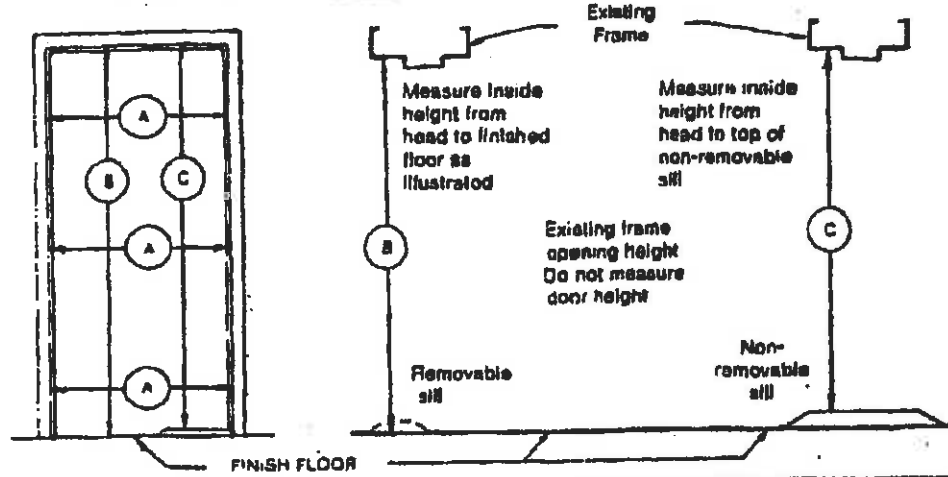 Existing
Frame
A
B
C
A
A
Measure inside
height from
head to finished
floor as
illustrated
Measure inside
height from
head to top of
non-removable
sill
B
Existing frame
opening height
Do not measure
door height
C
Removable
sill
Non-
removable
sill
FINISH FLOOR